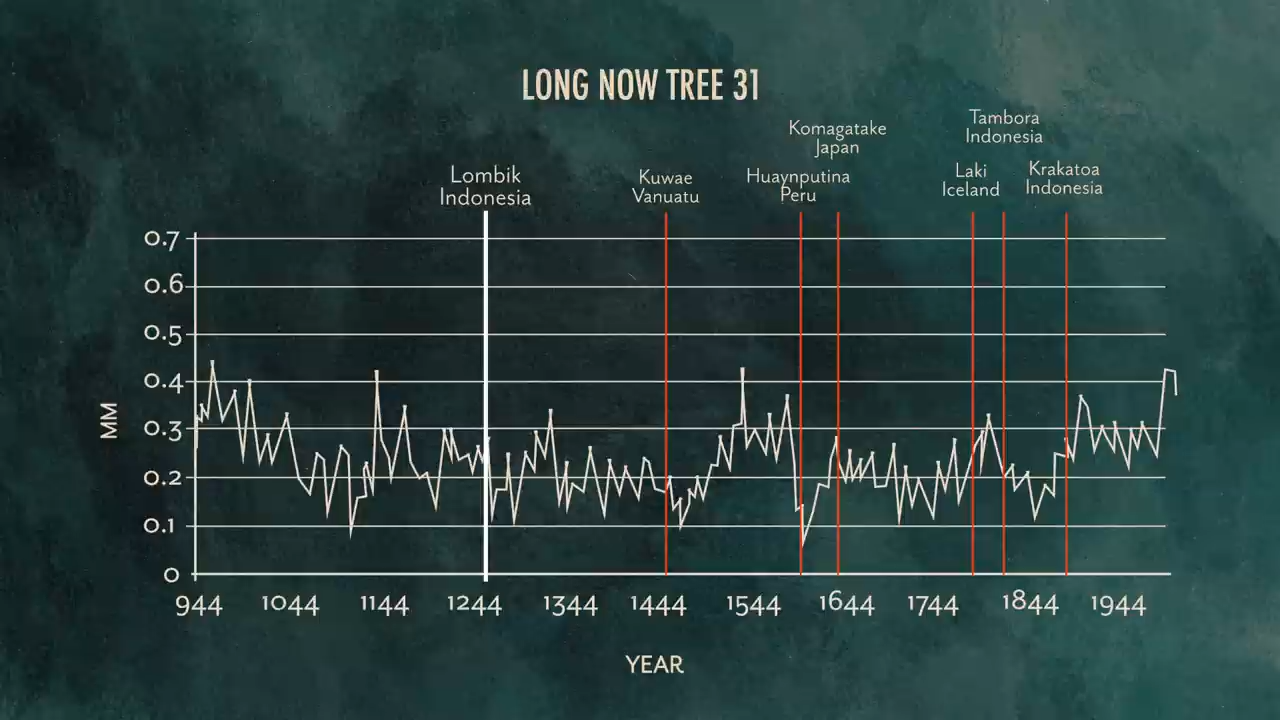 LONG NOW TREE 31
Komagatake
Japan
Tambora
Indonesia
Lombik
Indonesia
Kuwae
Vanuatu
Huaynputina
Peru
Laki
Iceland
Krakatoa
Indonesia
0.7
0.6
0.5
0.4
0.3
0.2
0.1
0
MM
944 1044 1144 1244 1344 1444 1544 1644 1744 1844 1944
YEAR